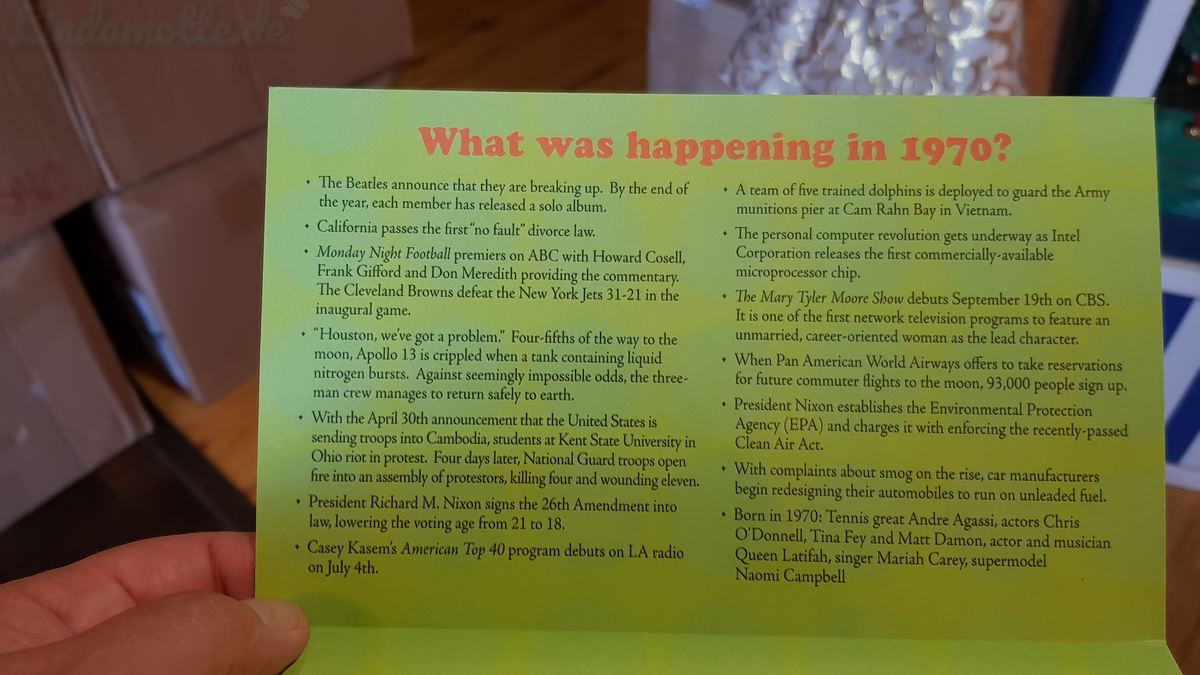 Lindamotte.de
What was happening in 1970?
• The Beatles announce that they are breaking up. By the end of
the year, each member has released a solo album.
• California passes the first "no fault" divorce law.
• Monday Night Football premiers on ABC with Howard Cosell,
Frank Gifford and Don Meredith providing the commentary.
The Cleveland Browns defeat the New York Jets 31-21 in the
inaugural game.
• "Houston, we've got a problem." Four-fifths of the way to the
moon, Apollo 13 is crippled when a tank containing liquid
nitrogen bursts. Against seemingly impossible odds, the three-
man crew manages to return safely to earth.
• With the April 30th announcement that the United States is
sending troops into Cambodia, students at Kent State University in
Ohio riot in protest. Four days later, National Guard troops open
fire into an assembly of protestors, killing four and wounding eleven.
• President Richard M. Nixon signs the 26th Amendment into
law, lowering the voting age from 21 to 18.
• Casey Kasem's American Top 40 program debuts on LA radio
on July 4th.
• A team of five trained dolphins is deployed to guard the Army
munitions pier at Cam Rahn Bay in Vietnam.
• The personal computer revolution gets underway as Intel
Corporation releases the first commercially-available
microprocessor chip.
• The Mary Tyler Moore Show debuts September 19th on CBS.
It is one of the first network television programs to feature an
unmarried, career-oriented woman as the lead character.
• When Pan American World Airways offers to take reservations
for future commuter flights to the moon, 93,000 people sign up.
• President Nixon establishes the Environmental Protection
Agency (EPA) and charges it with enforcing the recently-passed
Clean Air Act.
• With complaints about smog on the rise, car manufacturers
begin redesigning their automobiles to run on unleaded fuel.
• Born in 1970: Tennis great Andre Agassi, actors Chris
O'Donnell, Tina Fey and Matt Damon, actor and musician
Queen Latifah, singer Mariah Carey, supermodel
Naomi Campbell